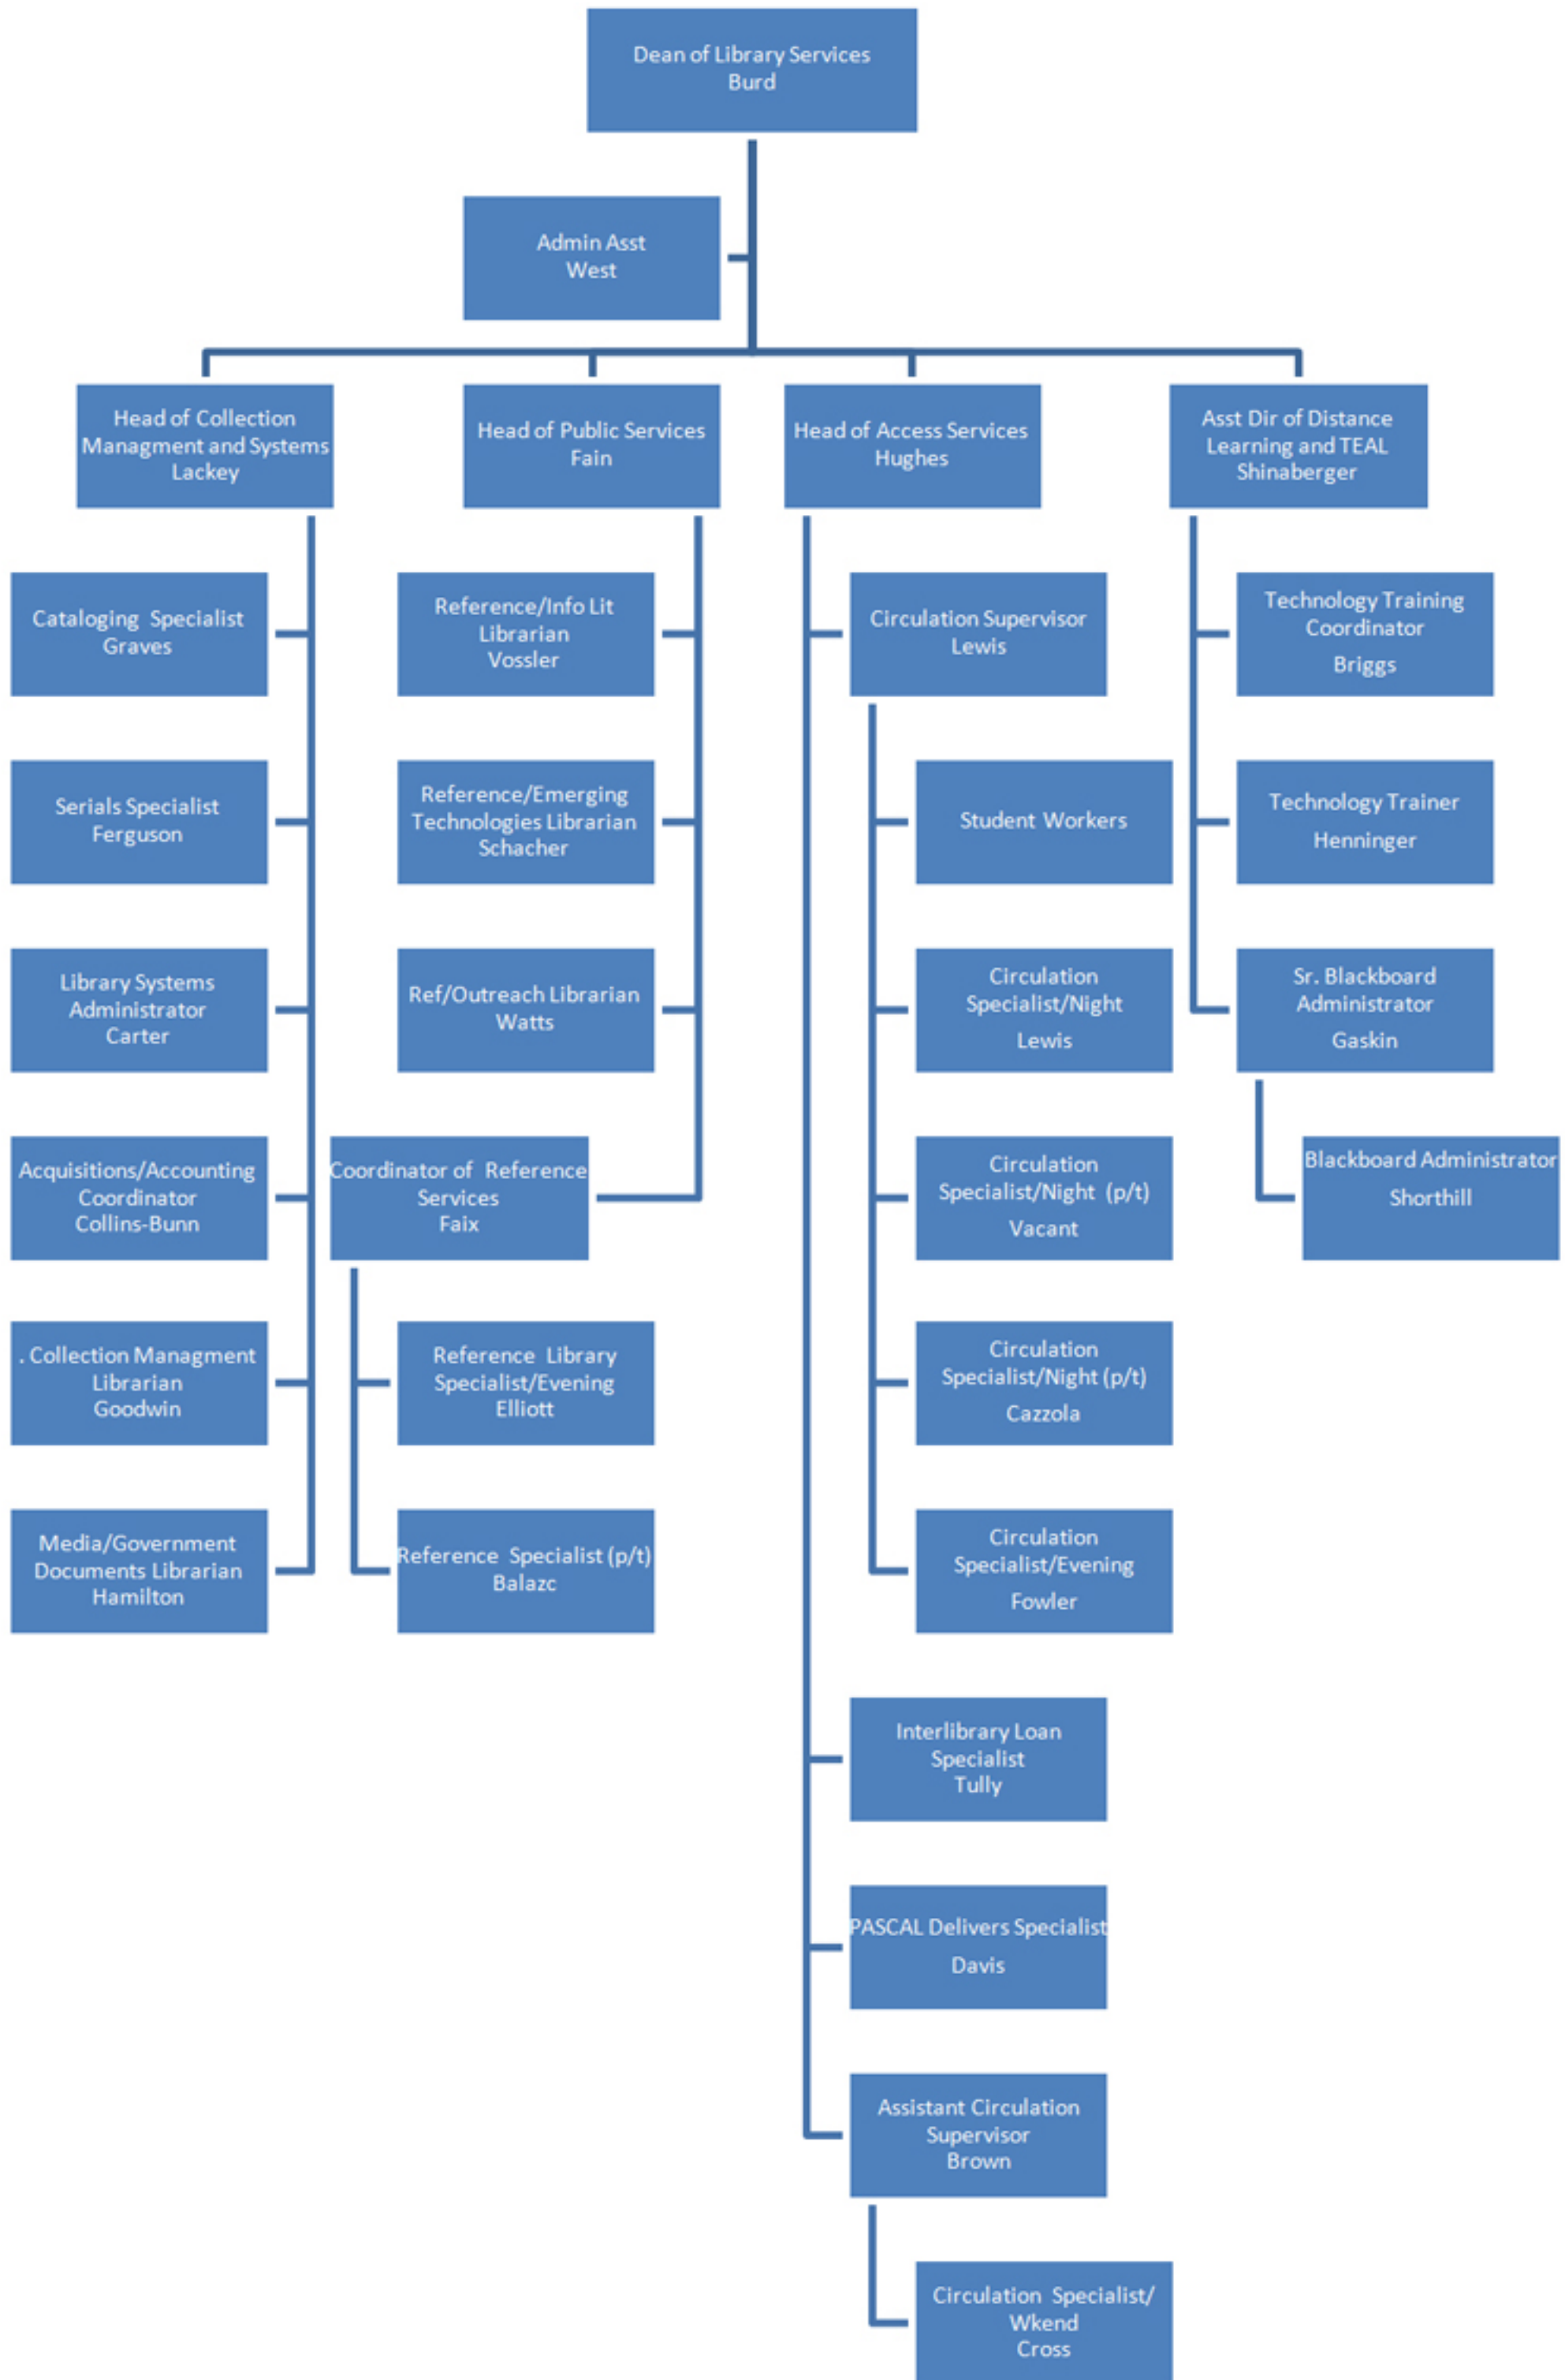 Dean of Library Services
Burd
Admin Asst
West
Head of Collection
Managment and Systems
Lackey
Head of Public Services
Fain
Head of Access Services
Hughes
Asst Dir of Distance
Learning and TEAL
Shinaberger
Cataloging Specialist
Graves
Serials Specialist
Ferguson
Library Systems
Administrator
Carter
Acquisitions/Accounting
Coordinator
Collins-Bunn
. Collection Managment
Librarian
Goodwin
Media/Government
Documents Librarian
Hamilton
Reference/Info Lit
Librarian
Vossler
Reference/Emerging
Technologies Librarian
Schacher
Ref/Outreach Librarian
Watts
Coordinator of Reference
Services
Faix
Reference Library
Specialist/Evening
Elliott
Reference Specialist (p/t)
Balazc
Circulation Supervisor
Lewis
Student Workers
Circulation
Specialist/Night
Lewis
Circulation
Specialist/Night (p/t)
Vacant
Circulation
Specialist/Night (p/t)
Cazzola
Circulation
Specialist/Evening
Fowler
Interlibrary Loan
Specialist
Tully
PASCAL Delivers Specialist
Davis
Assistant Circulation
Supervisor
Brown
Circulation Specialist/
Wkend
Cross
Technology Training
Coordinator
Briggs
Technology Trainer
Henninger
Sr. Blackboard
Administrator
Gaskin
Blackboard Administrator
Shorthill